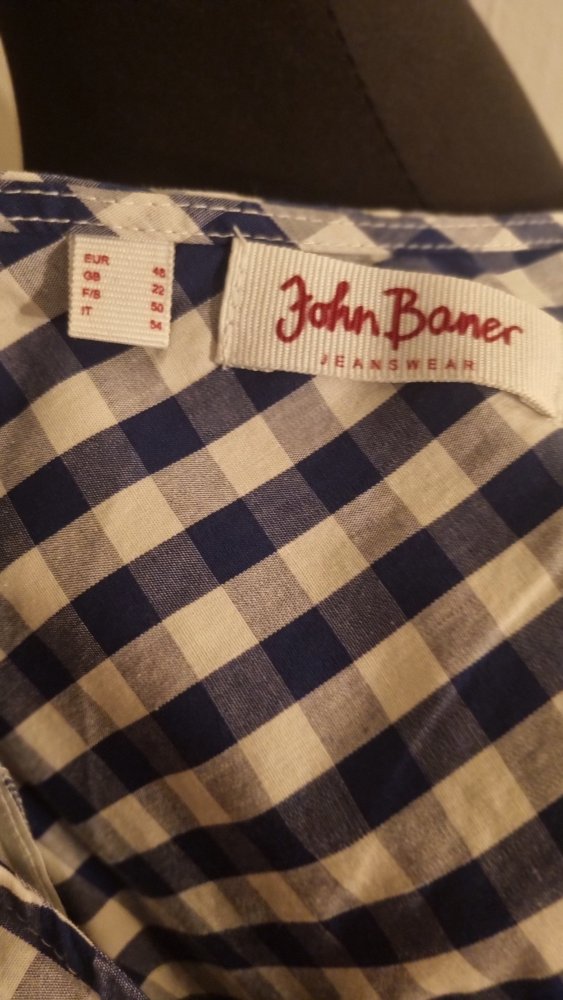 EUR 48
GB 22
F/B 50
IT 54
John Baner
JEANSWEAR